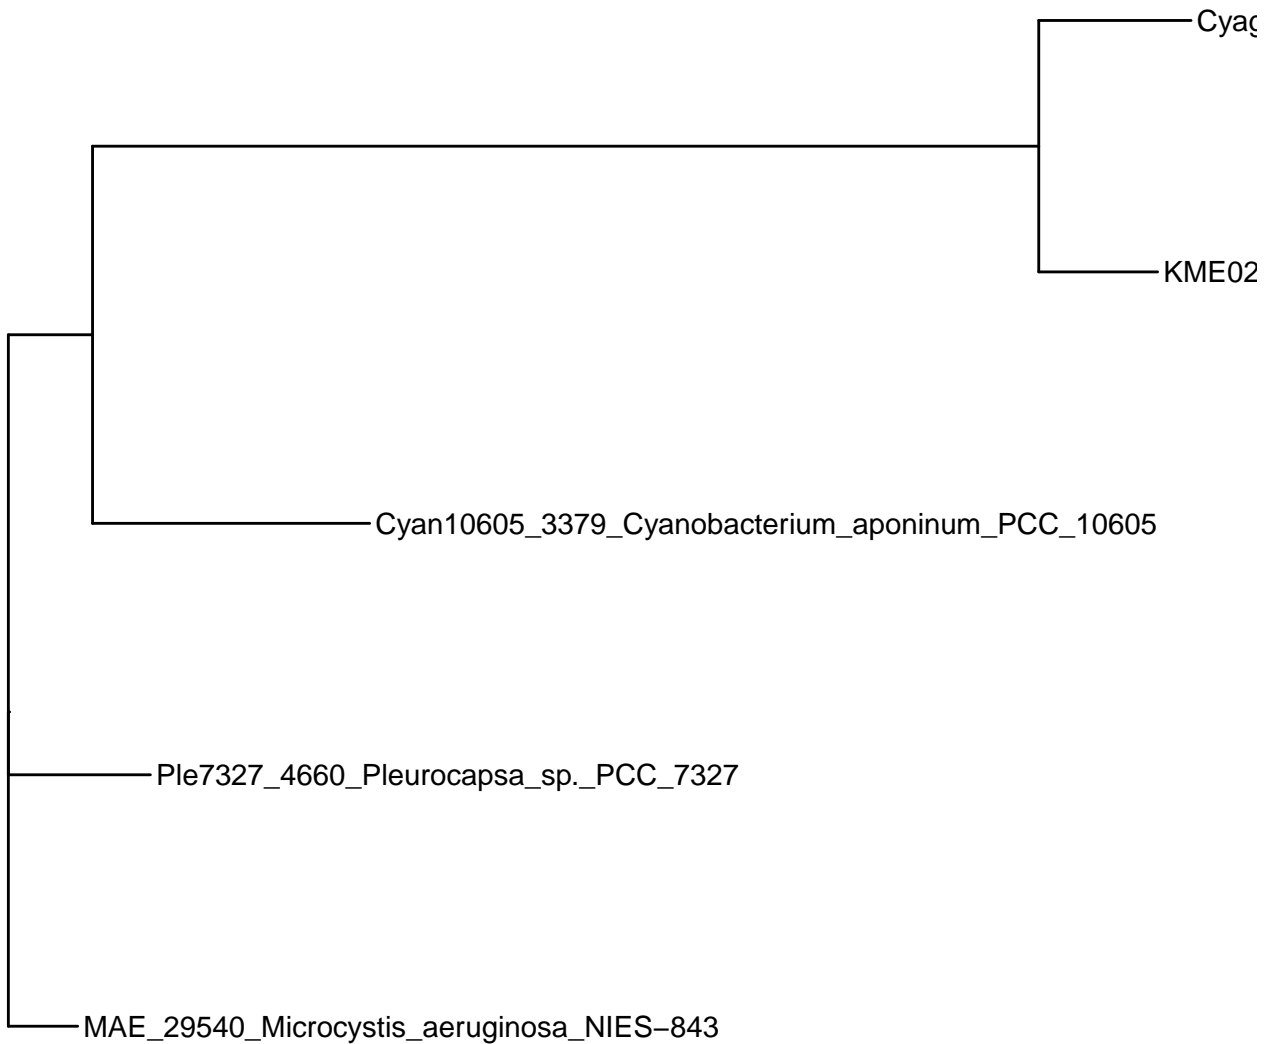 Cyag
KME02
Cyan10605_3379_Cyanobacterium_aponinum_PCC_10605
Ple7327_4660_Pleurocapsa_sp._PCC_7327
MAE_29540_Microcystis_aeruginosa_NIES−843